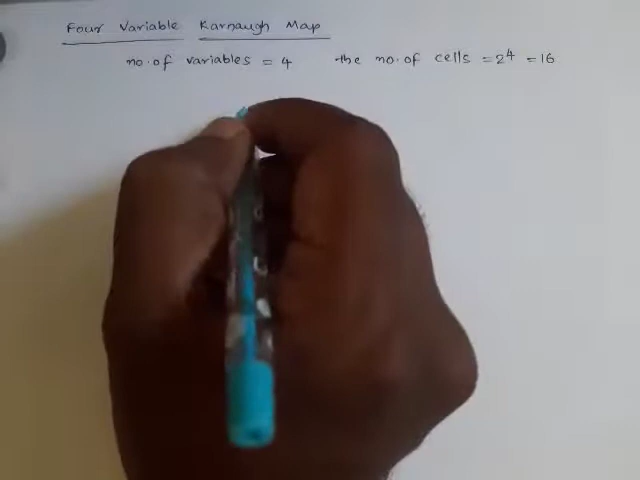 Four Variable Karnaugh Map
no. of variables = 4 the no. of cells = 2⁴ = 16